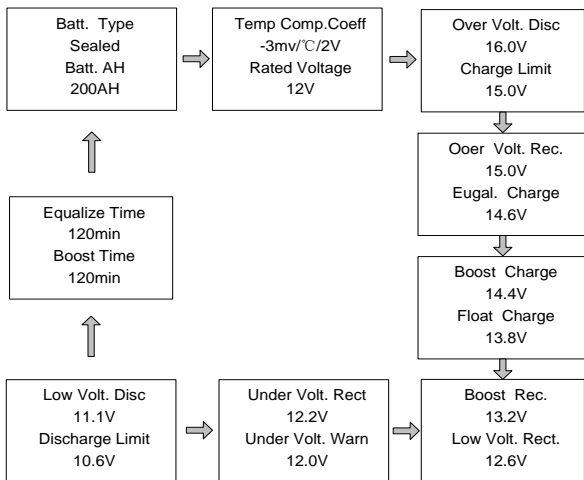 Batt. Type
Sealed
Batt. AH
200AH
Temp Comp.Coeff
-3mv/℃/2V
Rated Voltage
12V
Over Volt. Disc
16.0V
Charge Limit
15.0V
Ooer Volt. Rec.
15.0V
Eugal. Charge
14.6V
Equalize Time
120min
Boost Time
120min
Boost Charge
14.4V
Float Charge
13.8V
Low Volt. Disc
11.1V
Discharge Limit
10.6V
Under Volt. Rect
12.2V
Under Volt. Warn
12.0V
Boost Rec.
13.2V
Low Volt. Rect.
12.6V